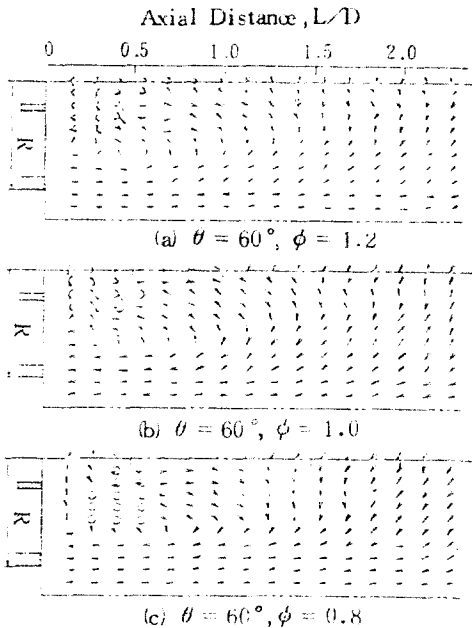 Axial Distance, L/D
0 0.5 1.0 1.5 2.0
R
(a) θ = 60°, φ = 1.2
R
(b) θ = 60°, φ = 1.0
R
(c) θ = 60°, φ = 0.8